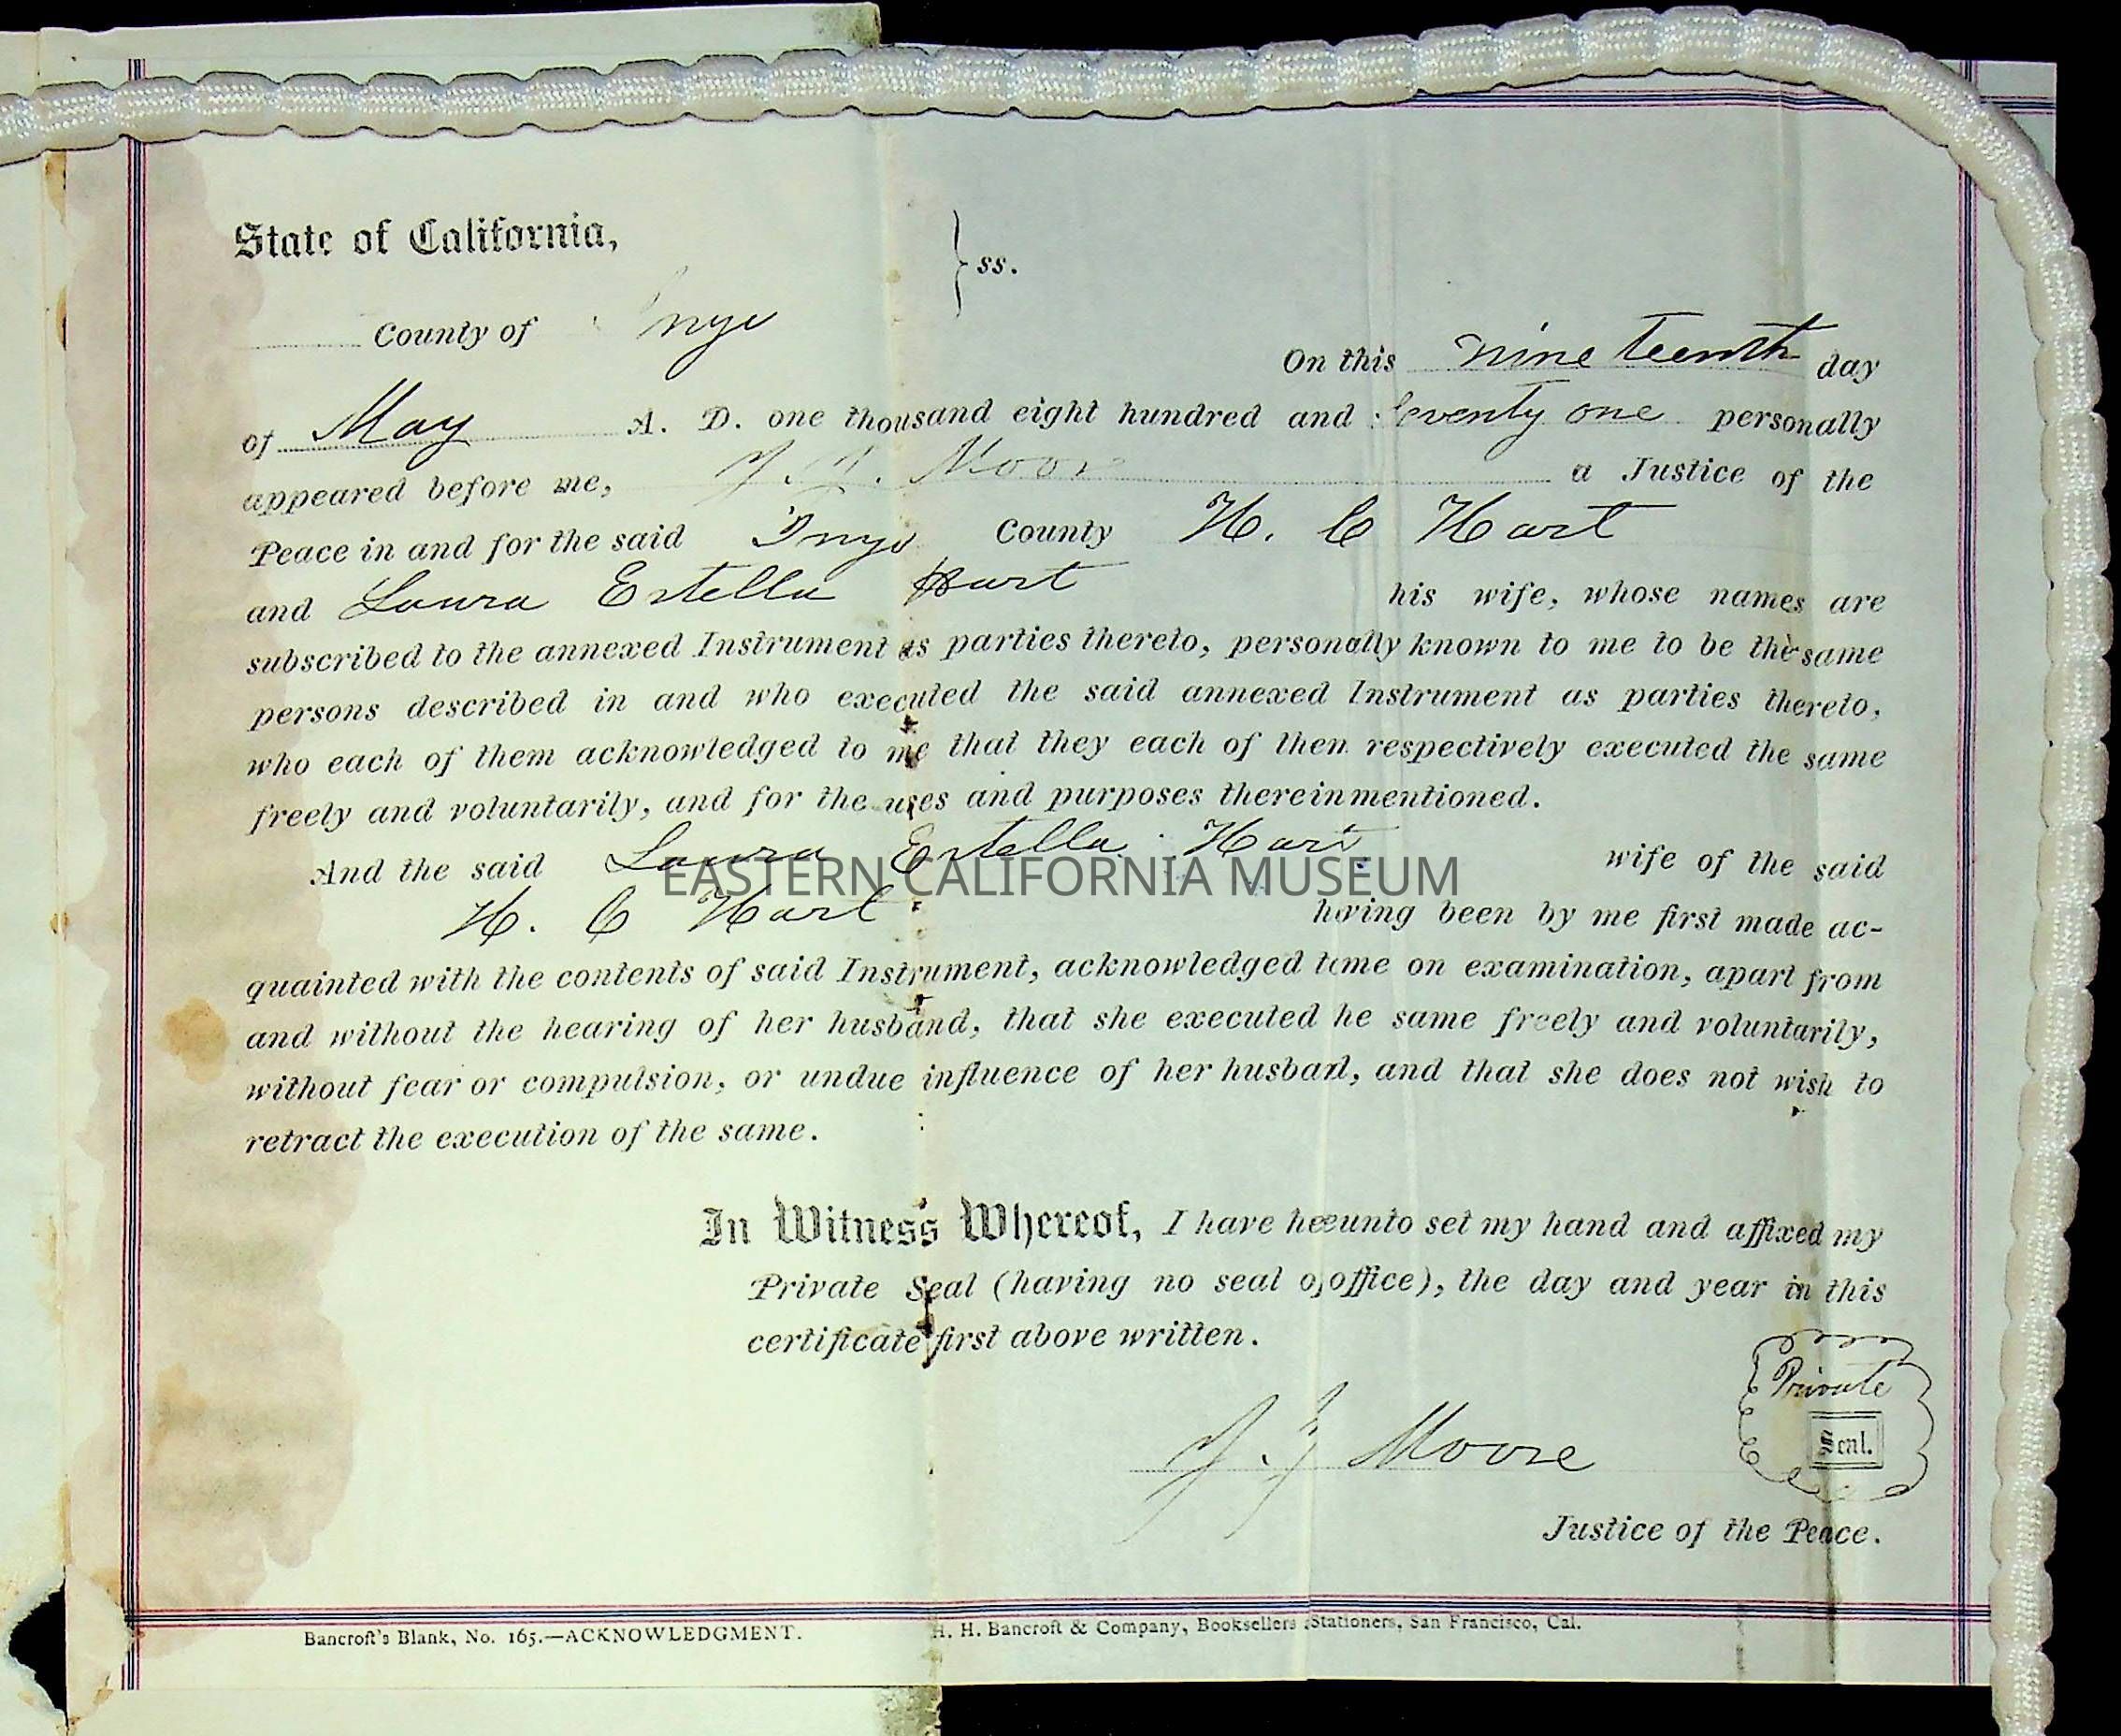 State of California,
ss.
County of Inyo
On this nineteenth day
of May A. D. one thousand eight hundred and Seventy one personally
appeared before me, J. J. Moore a Justice of the
Peace in and for the said Inyo County H. C Hart
and Laura Estella Hart his wife, whose names are
subscribed to the annexed Instrument as parties thereto, personally known to me to be the same
persons described in and who executed the said annexed Instrument as parties thereto,
who each of them acknowledged to me that they each of them respectively executed the same
freely and voluntarily, and for the uses and purposes therein mentioned.
And the said Laura Estella Hart wife of the said
EASTERN CALIFORNIA MUSEUM
H. C Hart having been by me first made ac-
quainted with the contents of said Instrument, acknowledged to me on examination, apart from
and without the hearing of her husband, that she executed he same freely and voluntarily,
without fear or compulsion, or undue influence of her husband, and that she does not wish to
retract the execution of the same.
In Witness Whereof, I have hereunto set my hand and affixed my
Private Seal (having no seal of office), the day and year in this
certificate first above written.
Private
Seal.
J. J Moore
Justice of the Peace.
Bancroft's Blank, No. 165.—ACKNOWLEDGMENT. H. H. Bancroft & Company, Booksellers Stationers, San Francisco, Cal.